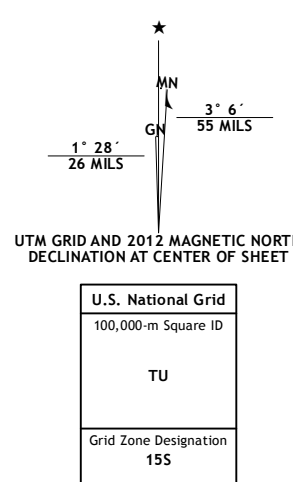 ★
MN
3° 6´
55 MILS
GN
1° 28´
26 MILS
UTM GRID AND 2012 MAGNETIC NORTH
DECLINATION AT CENTER OF SHEET
U.S. National Grid
100,000-m Square ID
TU
Grid Zone Designation
15S